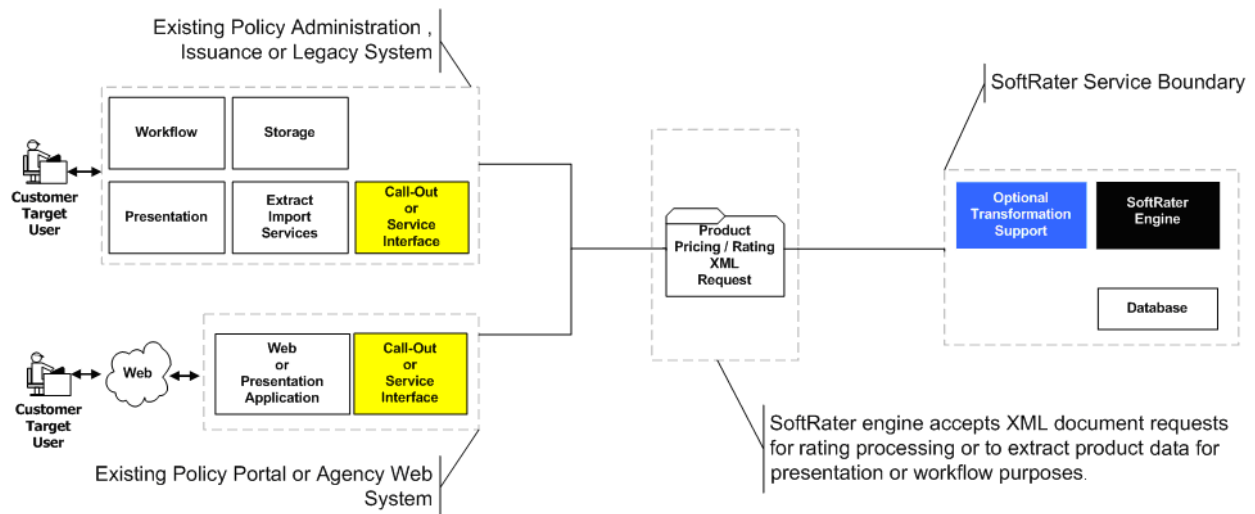 Existing Policy Administration ,
Issuance or Legacy System
SoftRater Service Boundary
Workflow
Storage
Customer
Target
User
Presentation
Extract
Import
Services
Call-Out
or
Service
Interface
Product
Pricing / Rating
XML
Request
Optional
Transformation
Support
SoftRater
Engine
Database
Customer
Target
User
Web
Web
or
Presentation
Application
Call-Out
or
Service
Interface
Existing Policy Portal or Agency Web
System
SoftRater engine accepts XML document requests
for rating processing or to extract product data for
presentation or workflow purposes.